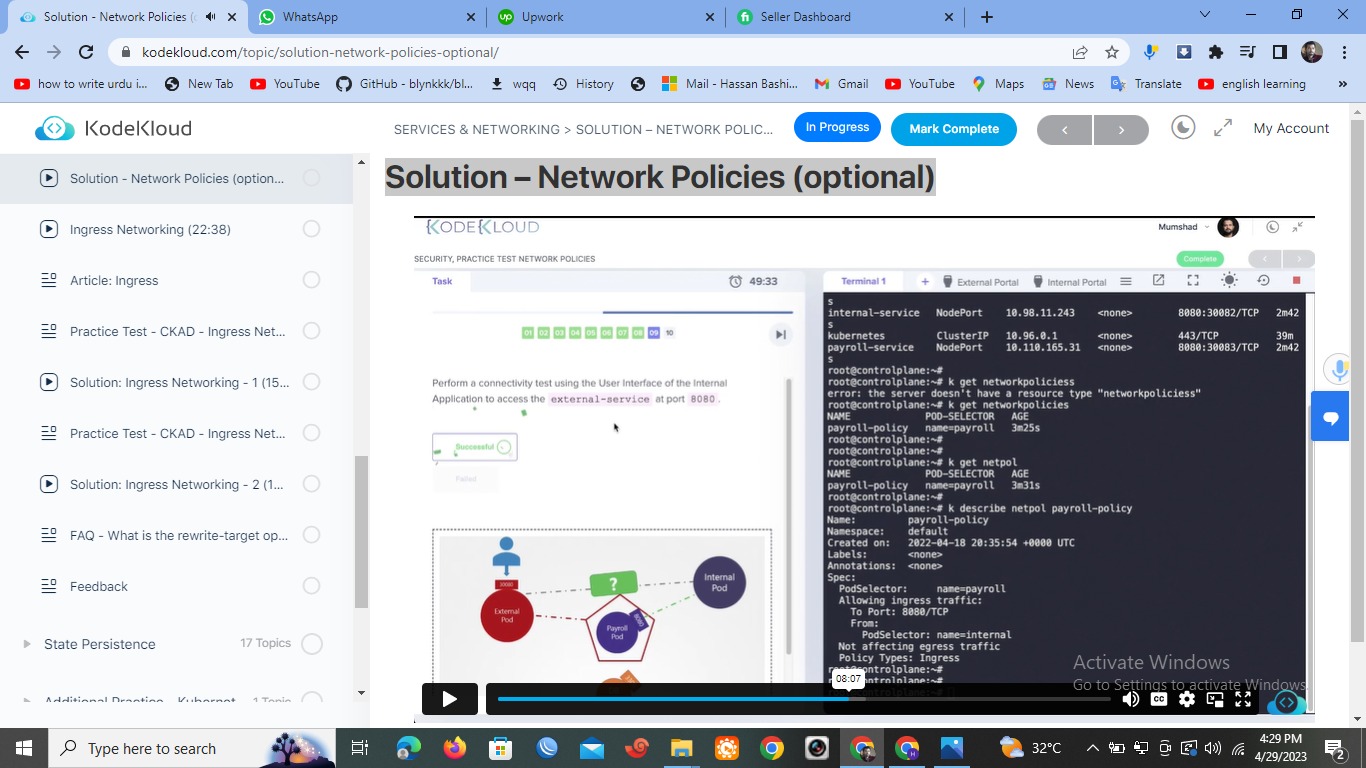 Solution - Network Policies (
WhatsApp
Upwork
Seller Dashboard
kodekloud.com/topic/solution-network-policies-optional/
how to write urdu i...
New Tab
YouTube
GitHub - blynkkk/bl...
wqq
History
Mail - Hassan Bashi...
Gmail
YouTube
Maps
News
Translate
english learning
KodeKloud
SERVICES & NETWORKING > SOLUTION – NETWORK POLIC...
In Progress
Mark Complete
My Account
Solution - Network Policies (option...
Ingress Networking (22:38)
Article: Ingress
Practice Test - CKAD - Ingress Net...
Solution: Ingress Networking - 1 (15...
Practice Test - CKAD - Ingress Net...
Solution: Ingress Networking - 2 (1...
FAQ - What is the rewrite-target op...
Feedback
State Persistence 17 Topics
Additional Practice - Kubernet 1 Topic
Solution – Network Policies (optional)
KODEKLOUD
Mumshad
SECURITY, PRACTICE TEST NETWORK POLICIES
Complete
Task
49:33
01 02 03 04 05 06 07 08 09 10
Perform a connectivity test using the User Interface of the Internal
Application to access the external-service at port 8080.
Successful
Failed
30080
External
Pod
?
Internal
Pod
Payroll
Pod
8080
Terminal 1
+
External Portal
Internal Portal
s
internal-service NodePort 10.98.11.243 <none> 8080:30082/TCP 2m42
s
kubernetes ClusterIP 10.96.0.1 <none> 443/TCP 39m
payroll-service NodePort 10.110.165.31 <none> 8080:30083/TCP 2m42
s
root@controlplane:~#
root@controlplane:~# k get networkpoliciess
error: the server doesn't have a resource type "networkpoliciess"
root@controlplane:~# k get networkpolicies
NAME POD-SELECTOR AGE
payroll-policy name=payroll 3m25s
root@controlplane:~#
root@controlplane:~#
root@controlplane:~# k get netpol
NAME POD-SELECTOR AGE
payroll-policy name=payroll 3m31s
root@controlplane:~#
root@controlplane:~# k describe netpol payroll-policy
Name: payroll-policy
Namespace: default
Created on: 2022-04-18 20:35:54 +0000 UTC
Labels: <none>
Annotations: <none>
Spec:
PodSelector: name=payroll
Allowing ingress traffic:
To Port: 8080/TCP
From:
PodSelector: name=internal
Not affecting egress traffic
Policy Types: Ingress
root@controlplane:~#
08:07
CC
Activate Windows
Go to Settings to activate Windows.
Type here to search
32°C
4:29 PM
4/29/2023
2